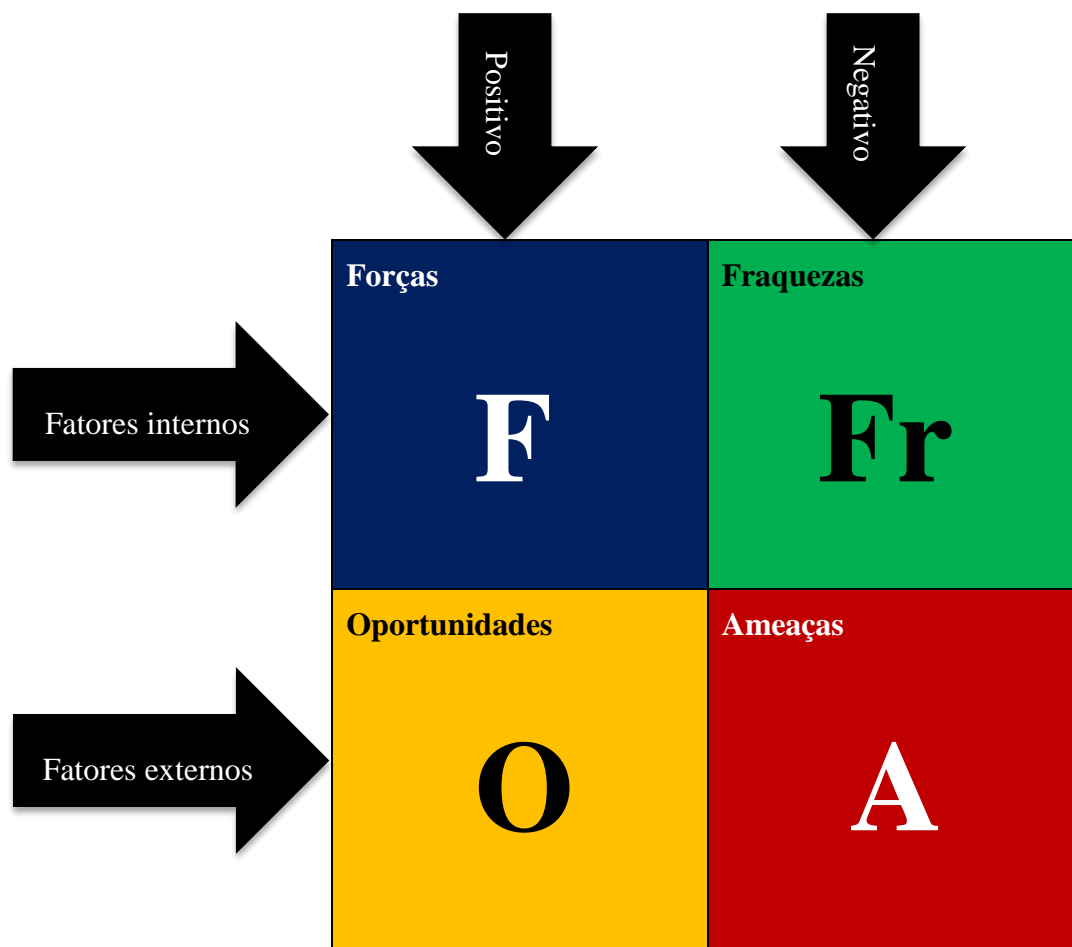 Positivo
Negativo
Forças
Fraquezas
Fatores internos
F
Fr
Oportunidades
Ameaças
Fatores externos
O
A